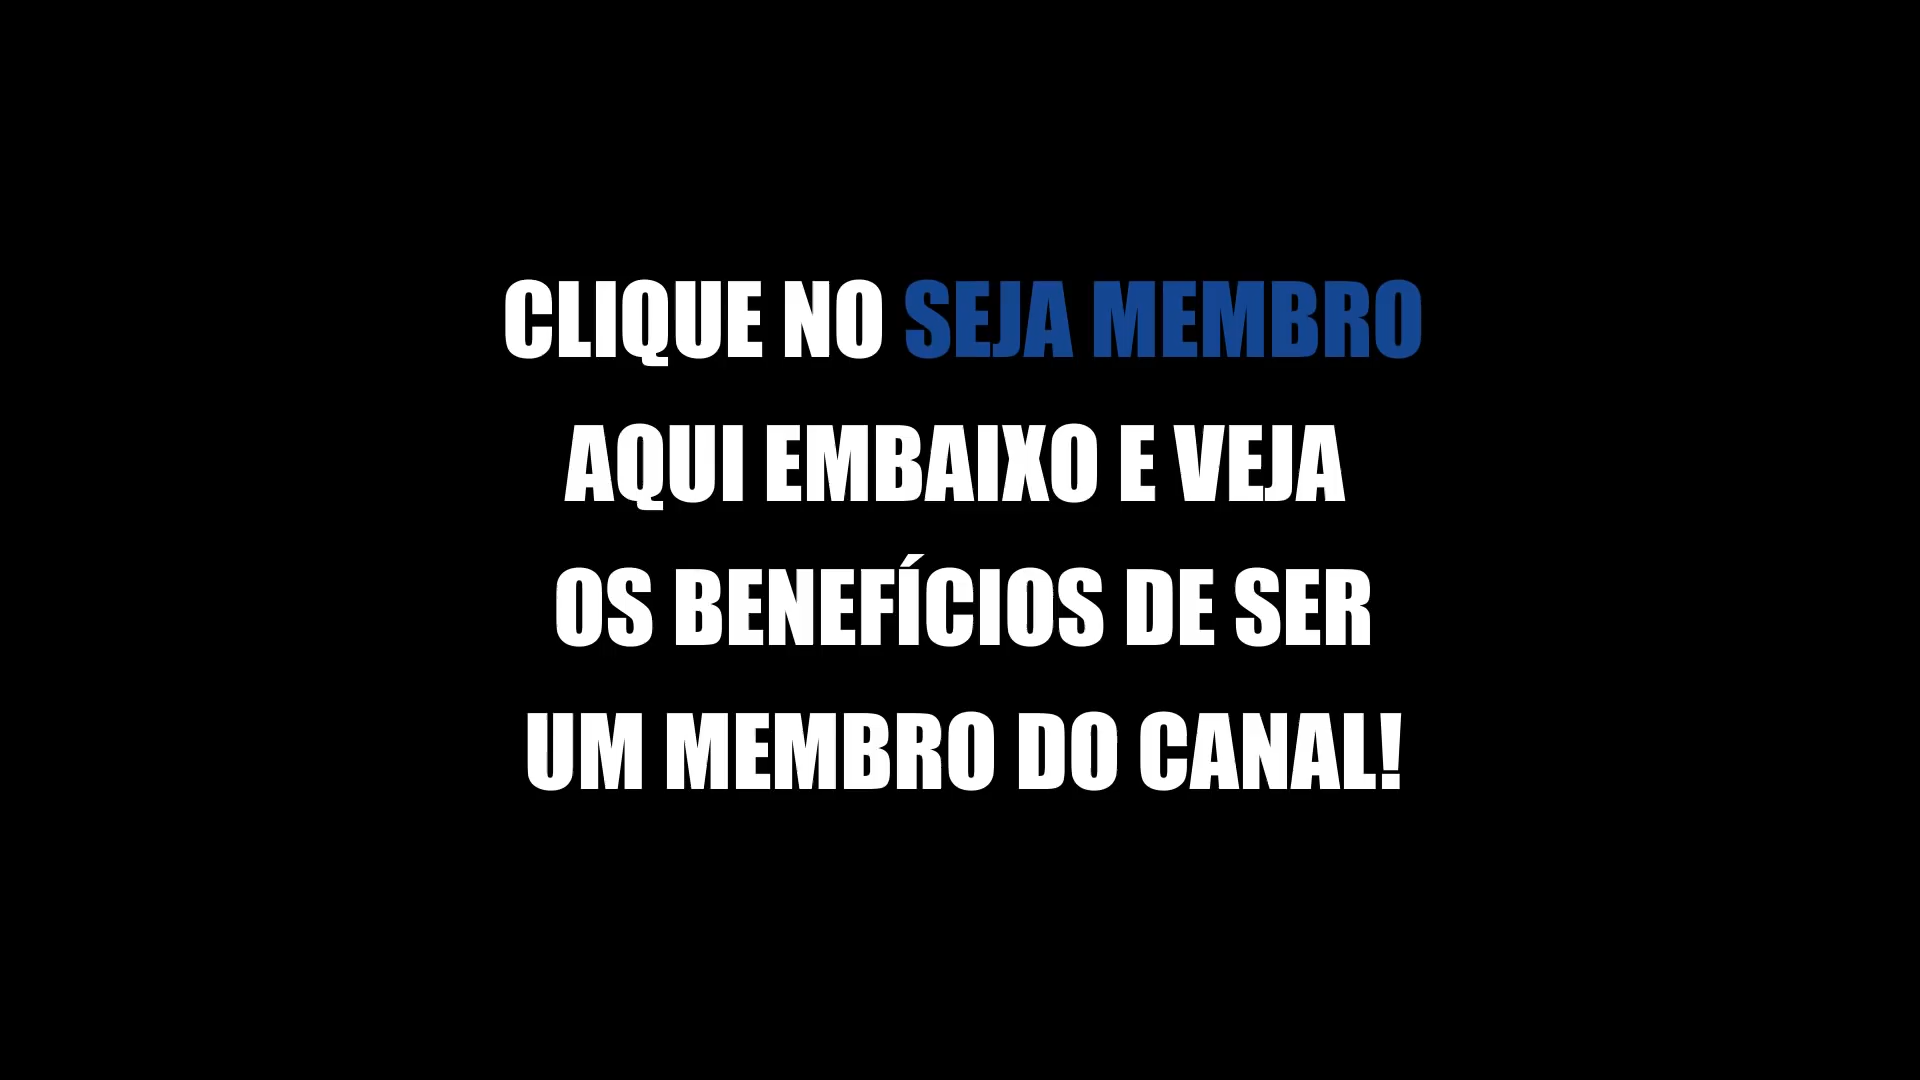 CLIQUE NO SEJA MEMBRO
AQUI EMBAIXO E VEJA
OS BENEFÍCIOS DE SER
UM MEMBRO DO CANAL!